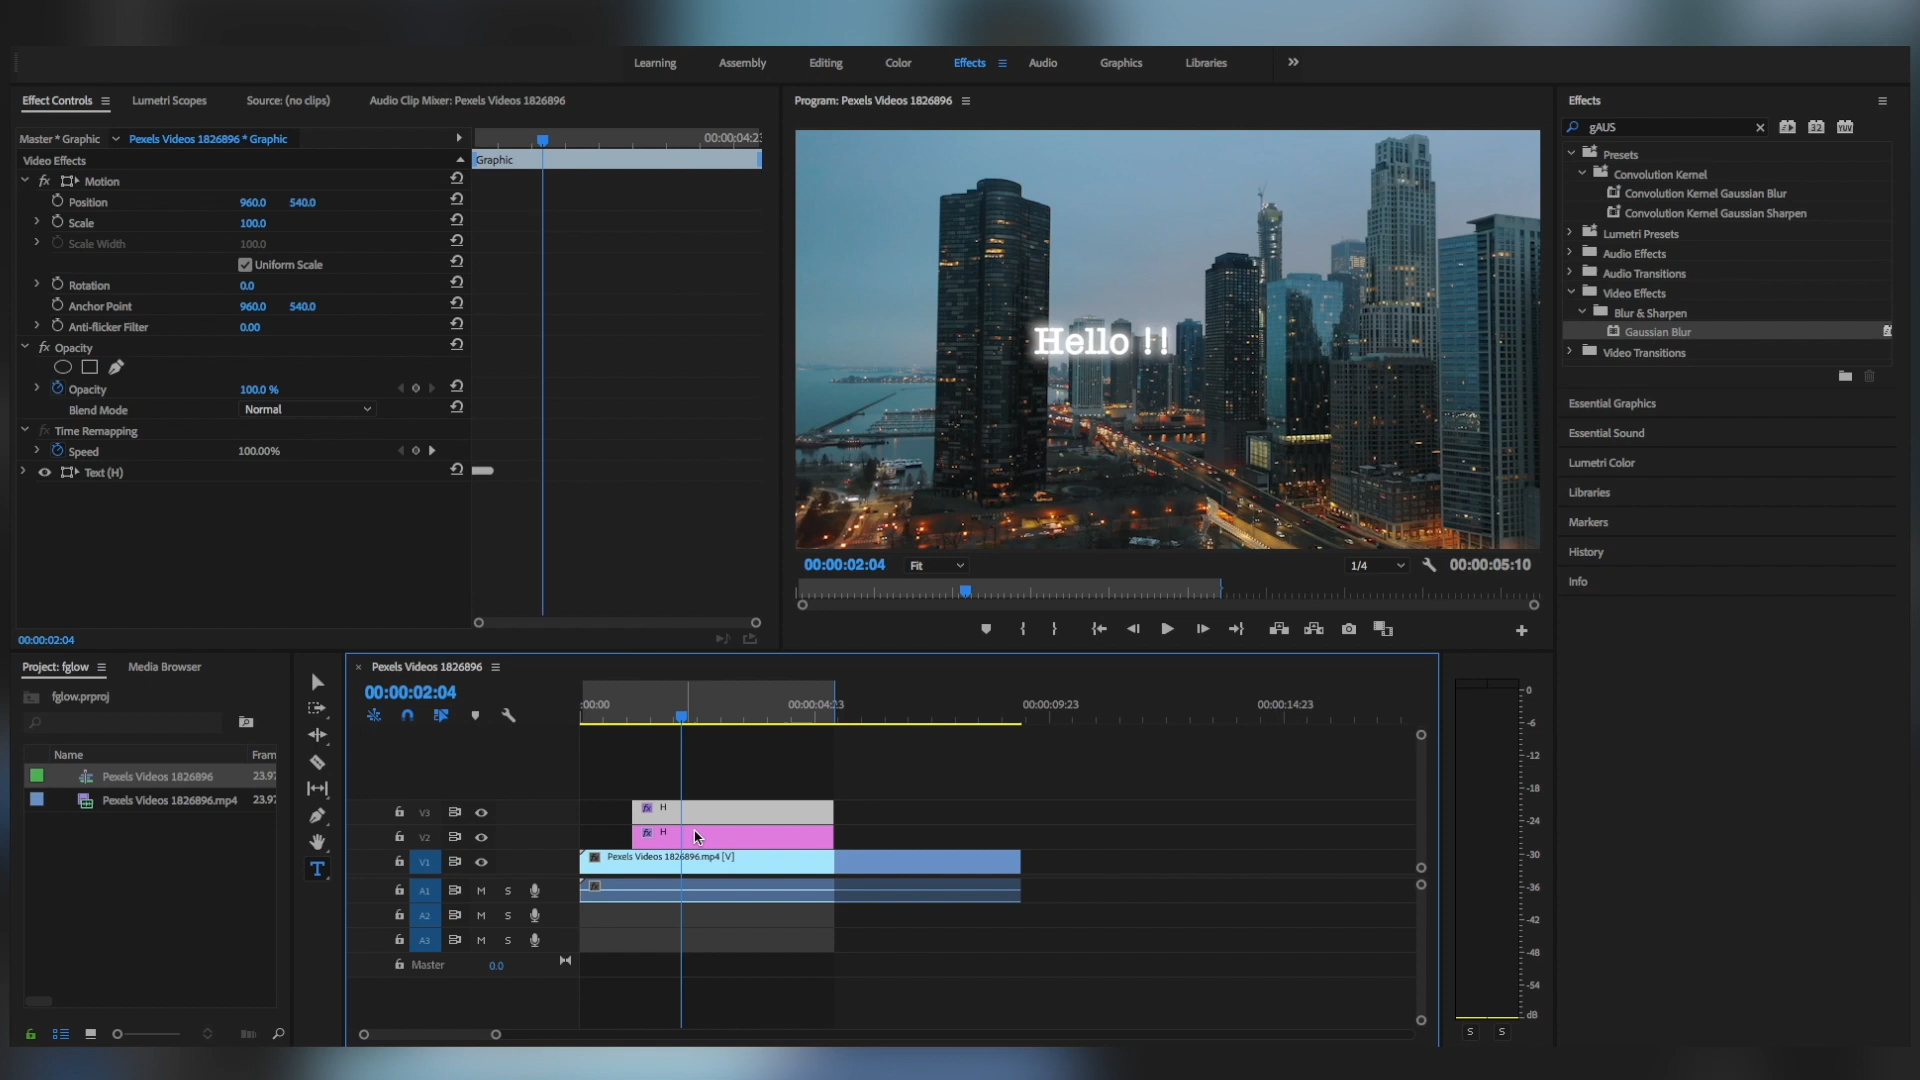 Learning Assembly Editing Color Effects Audio Graphics Libraries
Effect Controls Lumetri Scopes Source: (no clips) Audio Clip Mixer: Pexels Videos 1826896
Program: Pexels Videos 1826896
Effects
Master * Graphic Pexels Videos 1826896 * Graphic
00:00:04:23
Video Effects
Graphic
fx Motion
Position 960.0 540.0
Scale 100.0
Scale Width 100.0
Uniform Scale
Rotation 0.0
Anchor Point 960.0 540.0
Anti-flicker Filter 0.00
fx Opacity
Opacity 100.0 %
Blend Mode Normal
fx Time Remapping
Speed 100.00%
Text (H)
00:00:02:04
Hello !!
00:00:02:04 Fit 1/4 00:00:05:10
gAUS
32 YUV
Presets
Convolution Kernel
Convolution Kernel Gaussian Blur
Convolution Kernel Gaussian Sharpen
Lumetri Presets
Audio Effects
Audio Transitions
Video Effects
Blur & Sharpen
Gaussian Blur
Video Transitions
Essential Graphics
Essential Sound
Lumetri Color
Libraries
Markers
History
Info
Project: fglow Media Browser
fglow.prproj
Name Fram
Pexels Videos 1826896 23.97
Pexels Videos 1826896.mp4 23.97
Pexels Videos 1826896
00:00:02:04
:00:00 00:00:04:23 00:00:09:23 00:00:14:23
V3 fx H
V2 fx H
V1 Pexels Videos 1826896.mp4 [V]
A1 M S
A2 M S
A3 M S
Master 0.0
0
-6
-12
-18
-24
-30
-36
-42
-48
-54
dB
S S